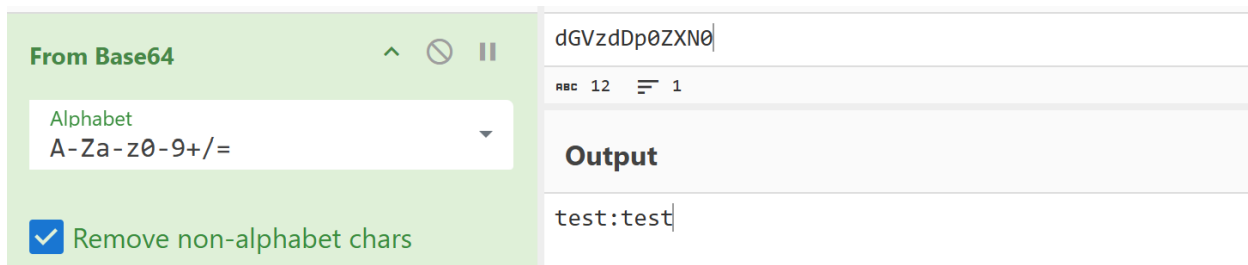 From Base64
Alphabet
A-Za-z0-9+/=
Remove non-alphabet chars
dGVzdDp0ZXN0
ABC 12 1
Output
test:test